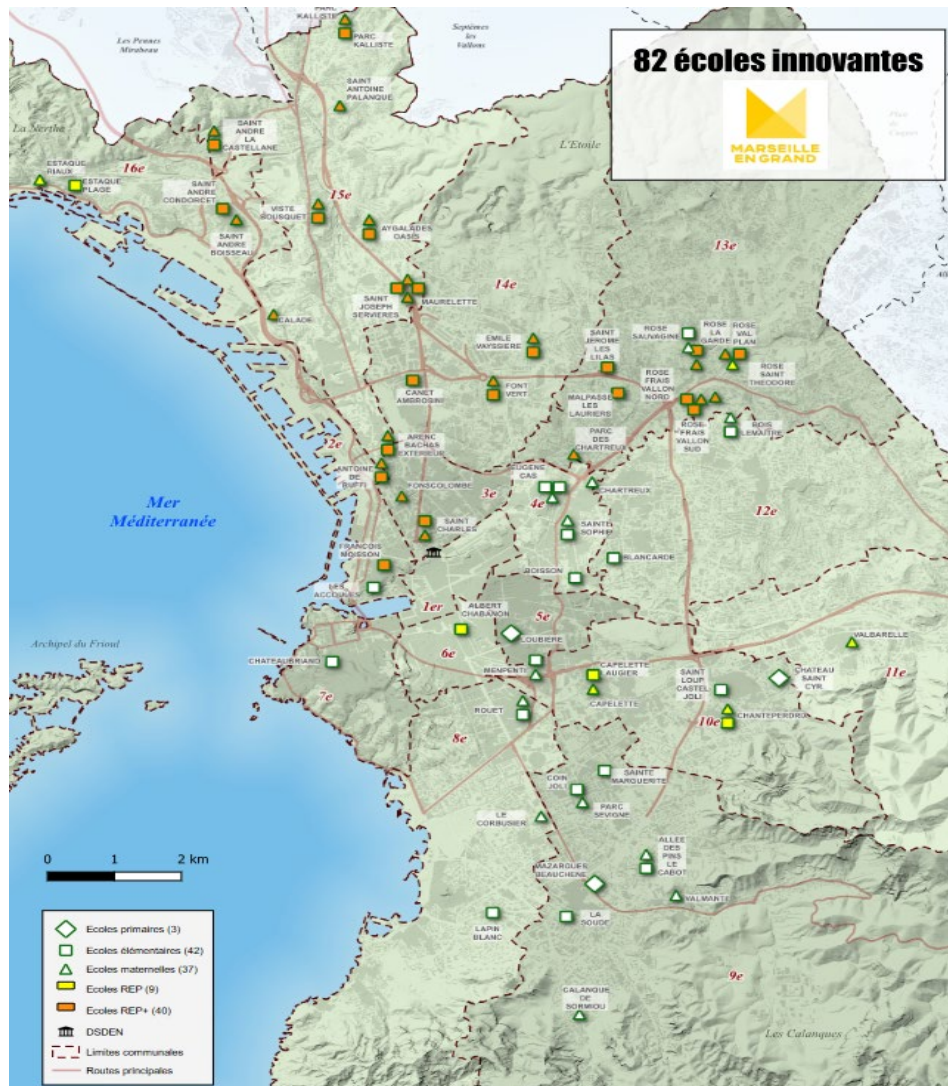 82 écoles innovantes
MARSEILLE
EN GRAND
Les Pennes
Mirabeau
Septèmes
les
Vallons
PARC
KALLISTE
PARC
KALLISTE
SAINT
ANTOINE
PALANQUE
La Nerthe
SAINT
ANDRE
LA
CASTELLANE
L'Etoile
ESTAQUE
RIAUX
16e
ESTAQUE
PLAGE
SAINT
ANDRE
CONDORCET
VISTE
BOUSQUET
15e
SAINT
ANDRE
BOISSEAU
AYGALADES
OASIS
13e
SAINT
JOSEPH
SERVIERES
MAURELETTE
14e
CALADE
EMILE
VAYSSIERE
SAINT
JEROME
LES
LILAS
ROSE
SAUVAGINE
ROSE
LA
GARDE
ROSE
VAL
PLAN
ROSE
SAINT
THEODORE
CANET
AMBROSINI
FONT
VERT
MALPASSE
LES
LAURIERS
ROSE
FRAIS
VALLON
NORD
ROSE
FRAIS
VALLON
SUD
BOIS
LEMAITRE
2e
ARENC
BACHAS
EXTERIEUR
PARC
DES
CHARTREUX
ANTOINE
DE
RUFFI
FONSCOLOMBE
3e
EUGENE
CAS
4e
CHARTREUX
12e
Mer
Méditerranée
SAINT
CHARLES
SAINTE
SOPHIE
FRANCOIS
MOISSON
BLANCARDE
BOISSON
LES
ACCOULES
1er
ALBERT
CHABANON
5e
LOUBIERE
Archipel du Frioul
CHATEAUBRIAND
6e
MENPENTI
VALBARELLE
7e
CAPELETTE
LAUGIER
CAPELETTE
SAINT
LOUP
CASTEL
JOLI
CHATEAU
SAINT
CYR
11e
ROUET
8e
10e
CHANTEPERDRIX
COIN
JOLI
SAINTE
MARGUERITE
PARC
SEVIGNE
LE
CORBUSIER
ALLEE
DES
PINS
LE
CABOT
MAZARGUES
BEAUCHENE
VALMANTE
LAPIN
BLANC
LA
SOUDE
9e
CALANQUE
DE
SORMIOU
Les Calanques
0 1 2 km
Ecoles primaires (3)
Ecoles élémentaires (42)
Ecoles maternelles (37)
Ecoles REP (9)
Ecoles REP+ (40)
DSDEN
Limites communales
Routes principales